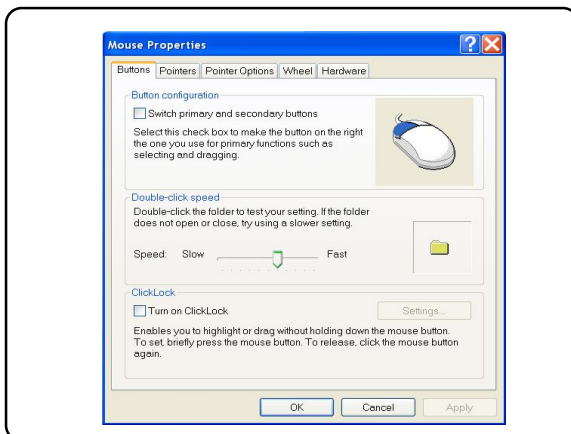 Mouse Properties
Buttons Pointers Pointer Options Wheel Hardware
Button configuration
Switch primary and secondary buttons
Select this check box to make the button on the right
the one you use for primary functions such as
selecting and dragging.
Double-click speed
Double-click the folder to test your setting. If the folder
does not open or close, try using a slower setting.
Speed: Slow Fast
ClickLock
Turn on ClickLock Settings...
Enables you to highlight or drag without holding down the mouse button.
To set, briefly press the mouse button. To release, click the mouse button
again.
OK Cancel Apply